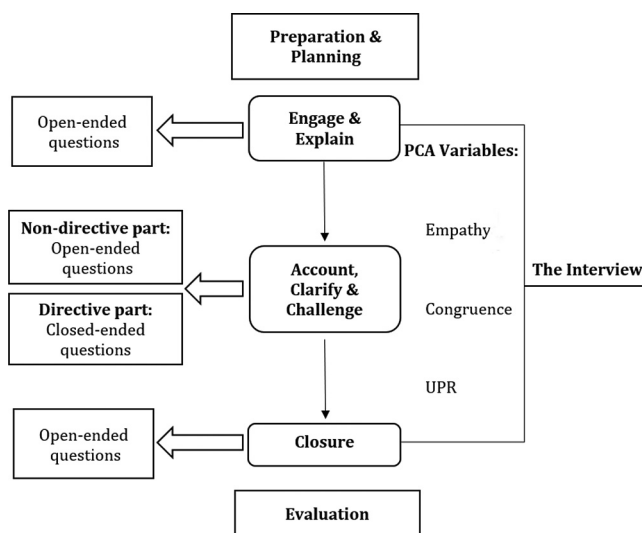 Preparation &
Planning
Open-ended
questions
Engage &
Explain
PCA Variables:
Non-directive part:
Open-ended
questions
Directive part:
Closed-ended
questions
Account,
Clarify &
Challenge
Empathy
Congruence
UPR
The Interview
Open-ended
questions
Closure
Evaluation